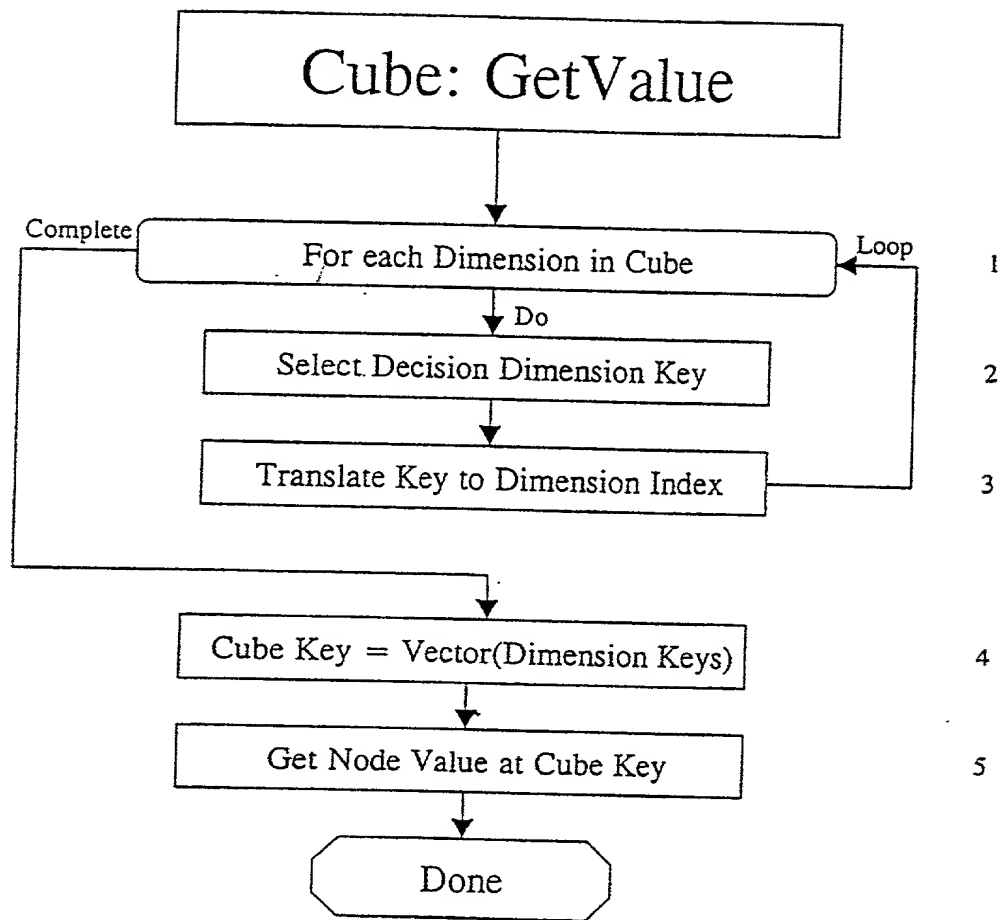 Cube: GetValue
Complete
For each Dimension in Cube
Loop
1
Do
Select Decision Dimension Key
2
Translate Key to Dimension Index
3
Cube Key = Vector(Dimension Keys)
4
Get Node Value at Cube Key
5
Done